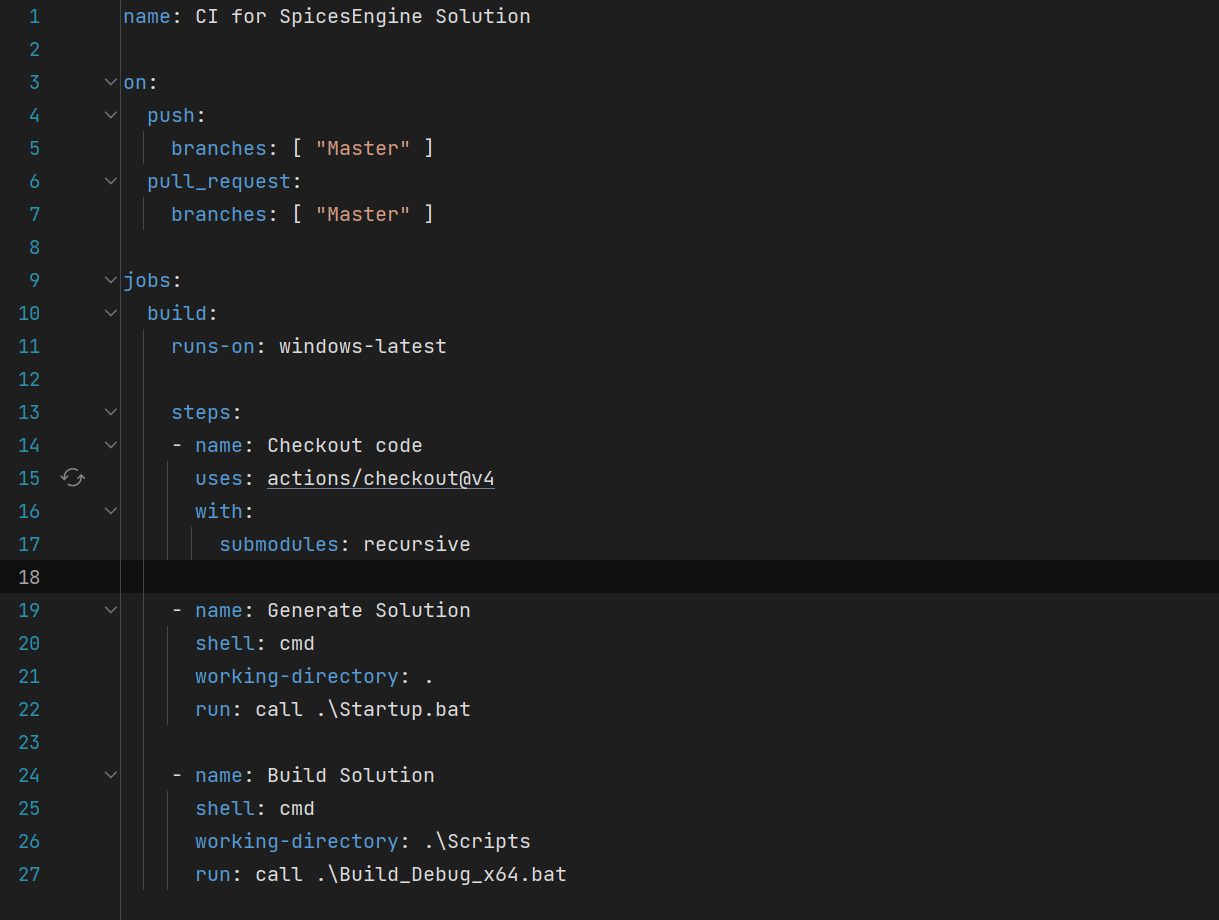 1 name: CI for SpicesEngine Solution
2
3 on:
4   push:
5     branches: [ "Master" ]
6   pull_request:
7     branches: [ "Master" ]
8
9 jobs:
10   build:
11     runs-on: windows-latest
12
13     steps:
14     - name: Checkout code
15       uses: actions/checkout@v4
16       with:
17         submodules: recursive
18
19     - name: Generate Solution
20       shell: cmd
21       working-directory: .
22       run: call .\Startup.bat
23
24     - name: Build Solution
25       shell: cmd
26       working-directory: .\Scripts
27       run: call .\Build_Debug_x64.bat